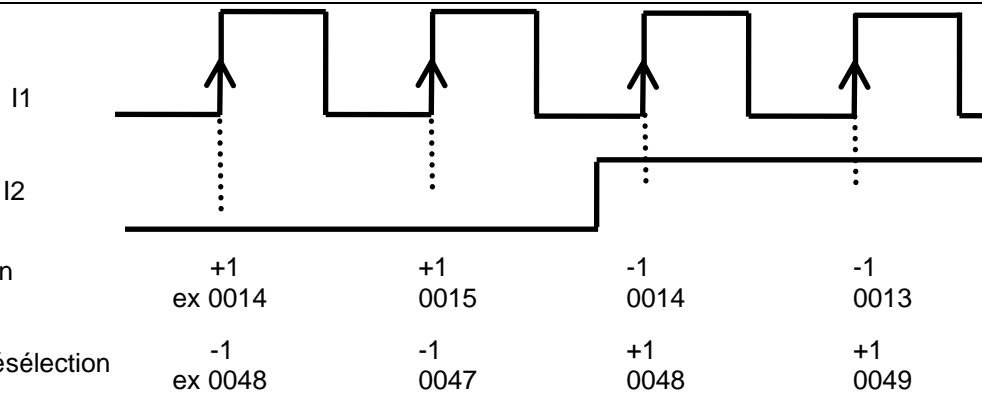 I1
I2
n +1 +1 -1 -1
ex 0014 0015 0014 0013
ésélection -1 -1 +1 +1
ex 0048 0047 0048 0049